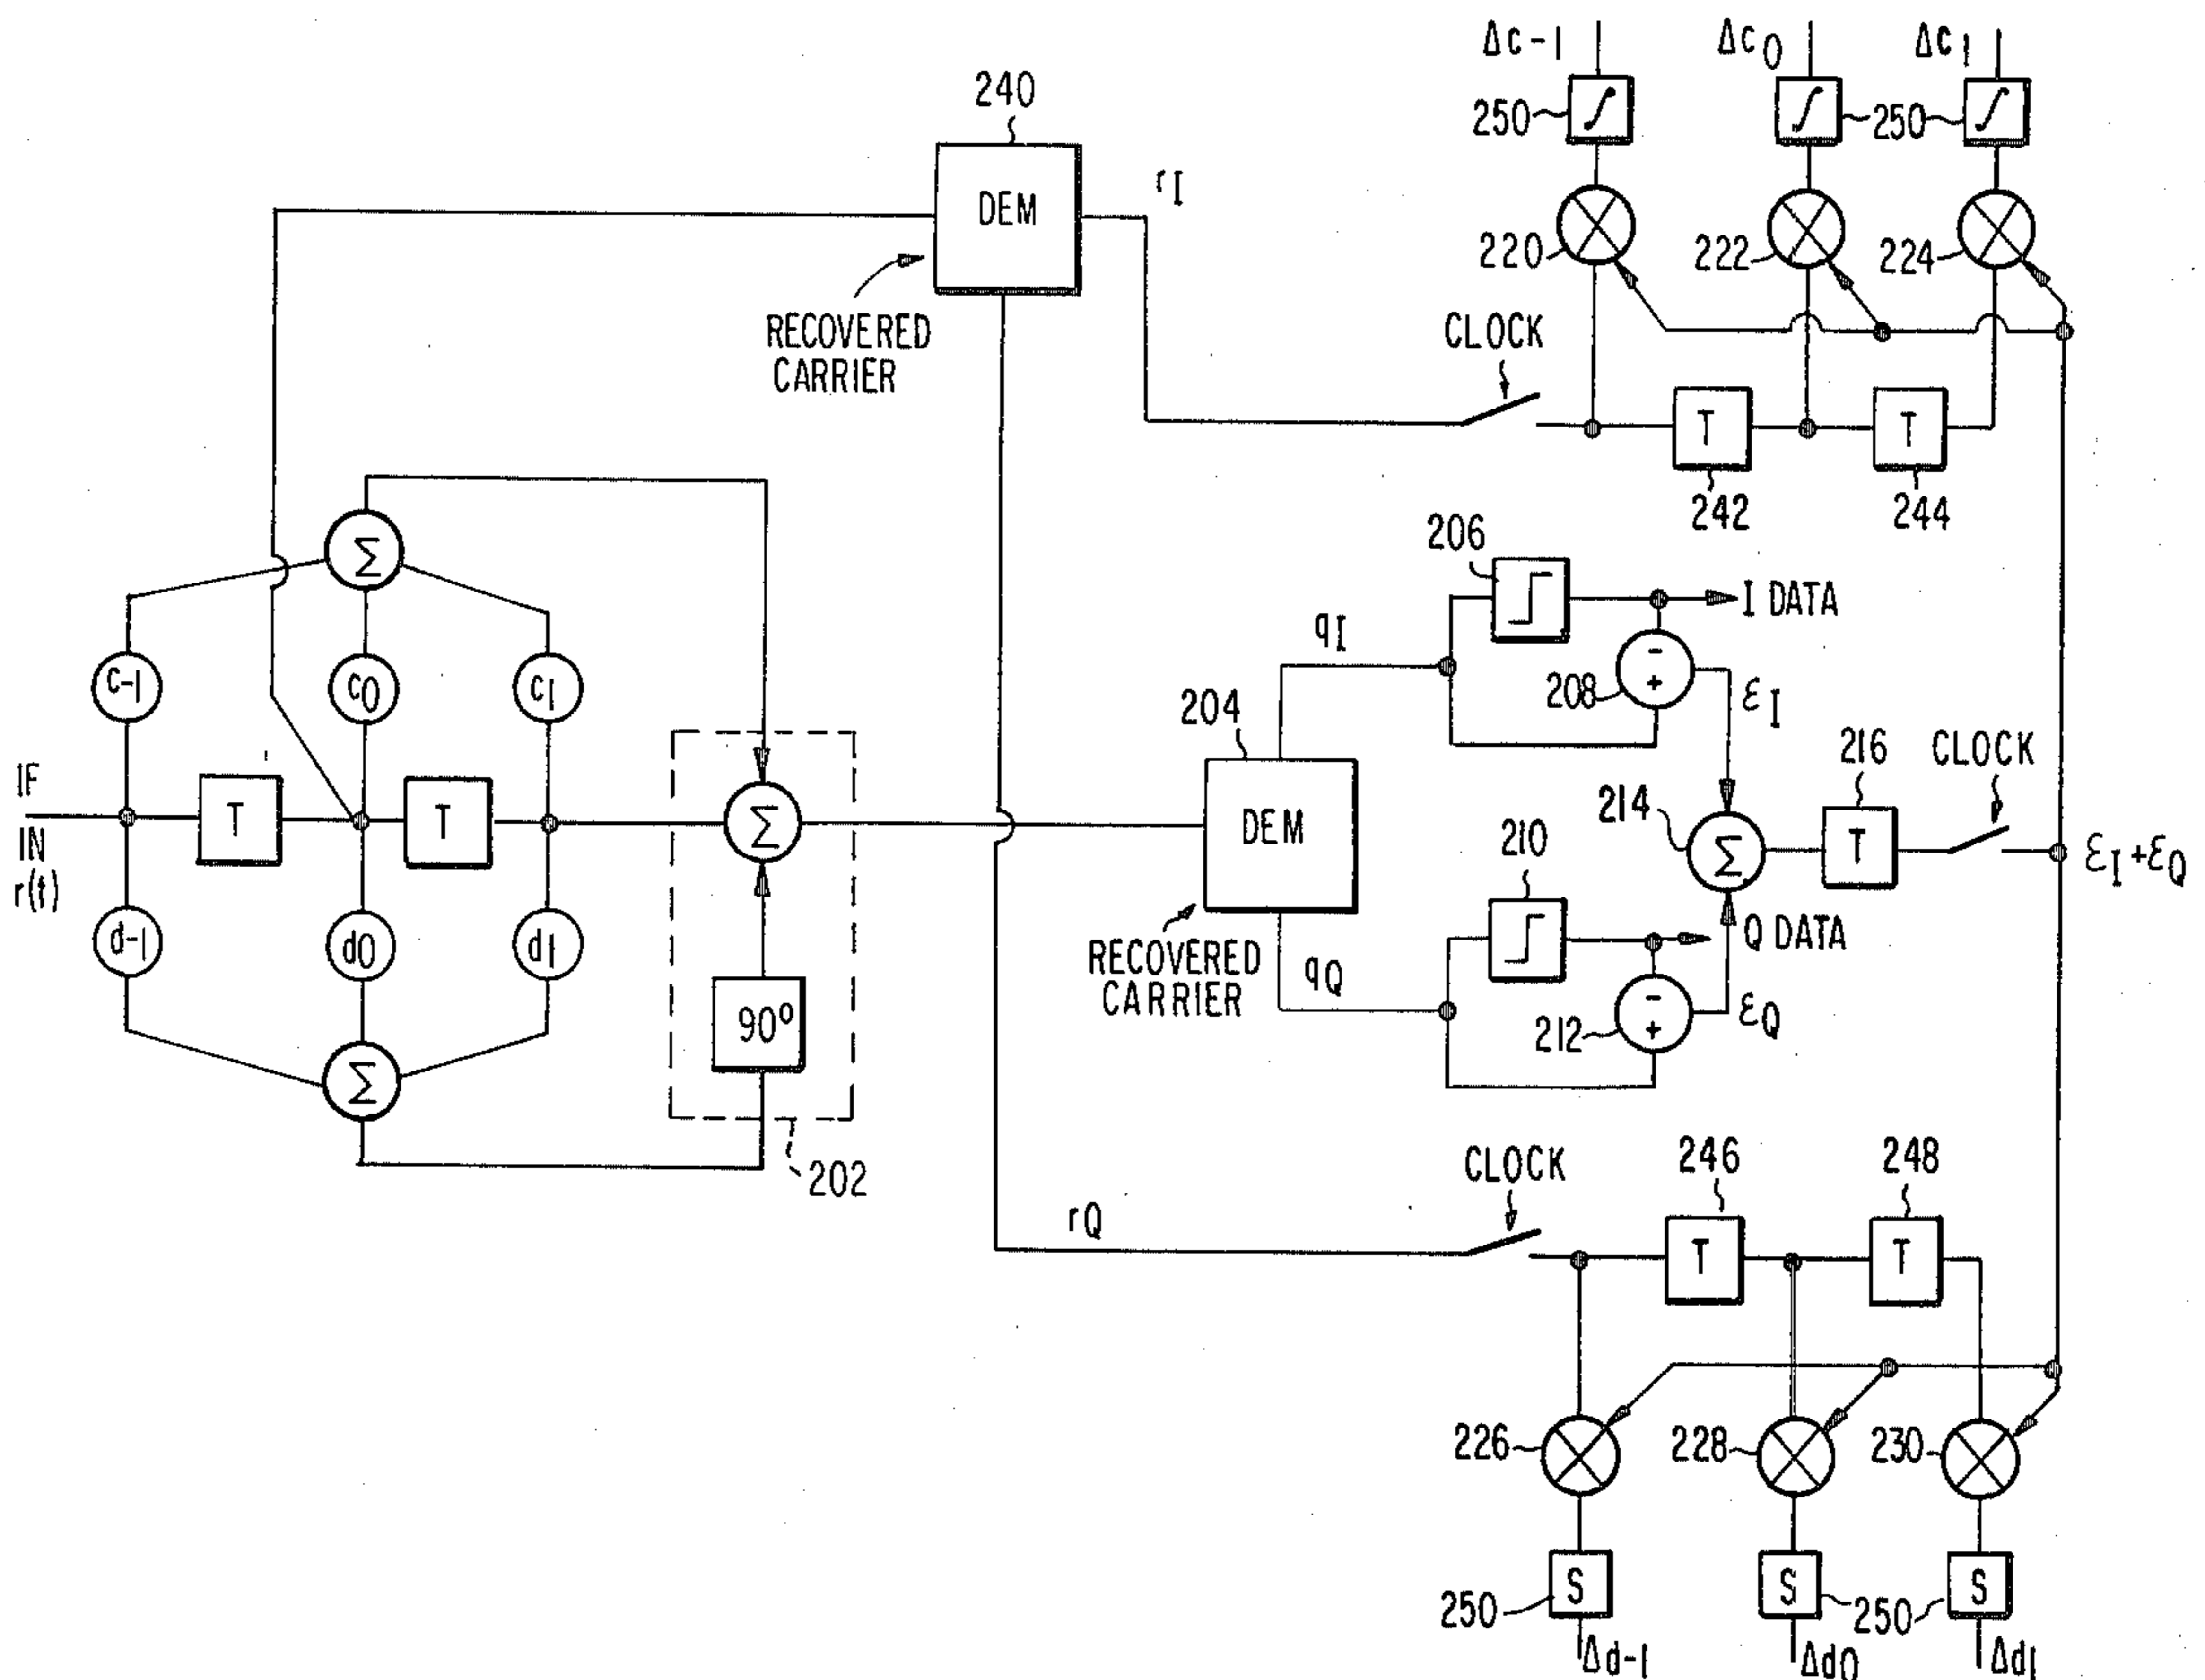 Δc-1
Δc0
Δc1
240
250
∫
∫
250
∫
DEM
rI
220
222
224
RECOVERED
CARRIER
CLOCK
T
T
242
244
Σ
206
I DATA
qI
c-1
c0
c1
-
+
208
εI
204
216
CLOCK
IF
IN
r(t)
T
T
Σ
DEM
214
Σ
T
εI+εQ
210
Q DATA
d-1
d0
d1
RECOVERED
CARRIER
qQ
-
+
212
εQ
90°
Σ
202
CLOCK
246
248
rQ
T
T
226
228
230
S
S
S
250
250
Δd-1
Δd0
Δd1